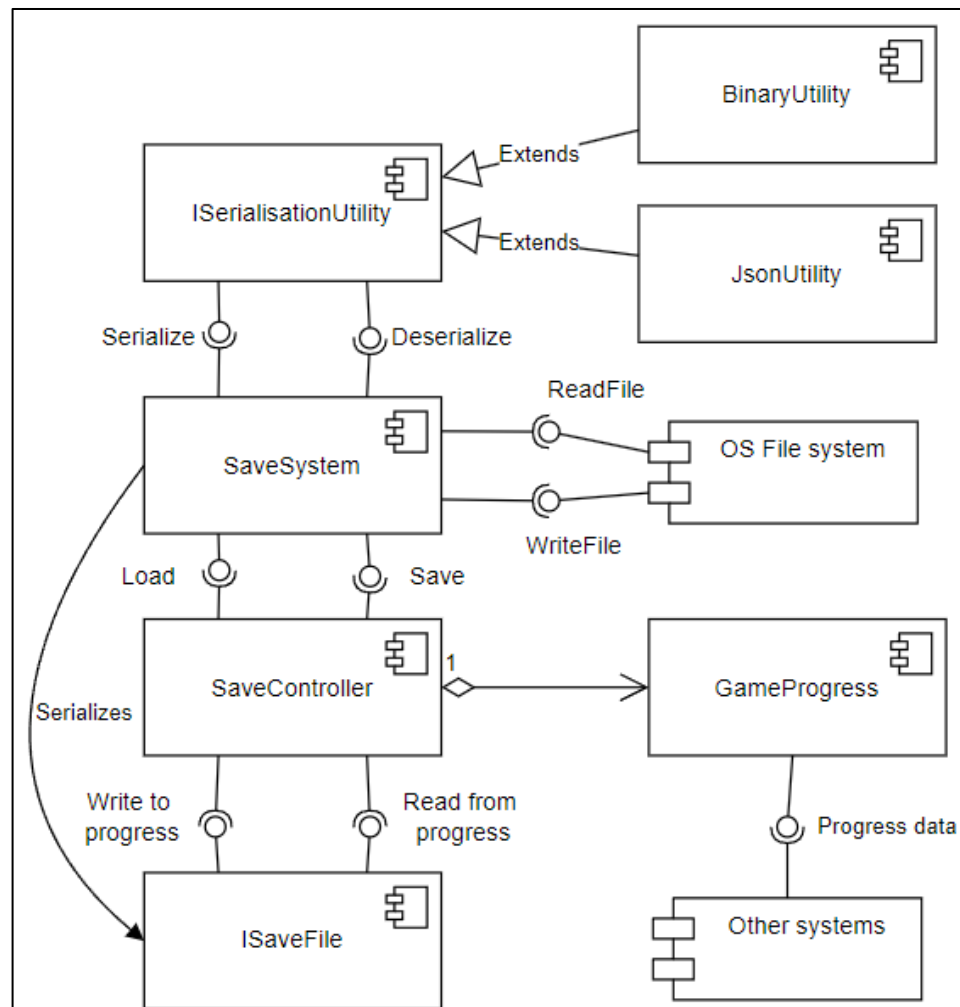 BinaryUtility
Extends
ISerialisationUtility
Extends
JsonUtility
Serialize
Deserialize
ReadFile
OS File system
SaveSystem
WriteFile
Load
Save
1
SaveController
GameProgress
Serializes
Write to
progress
Read from
progress
Progress data
Other systems
ISaveFile